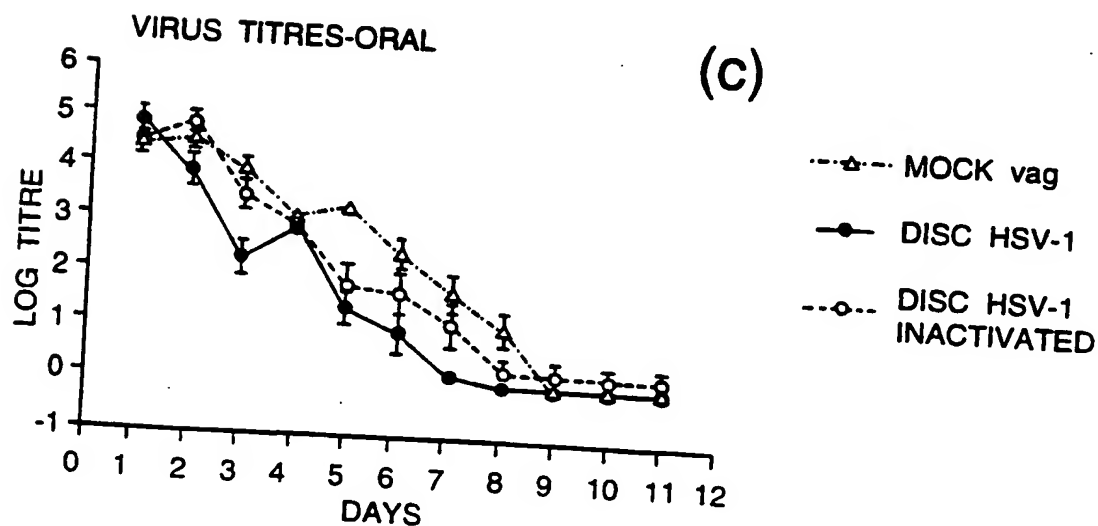 VIRUS TITRES-ORAL
(c)
6
5
4
3
2
1
0
-1
LOG TITRE
0 1 2 3 4 5 6 7 8 9 10 11 12
DAYS
MOCK vag
DISC HSV-1
DISC HSV-1
INACTIVATED